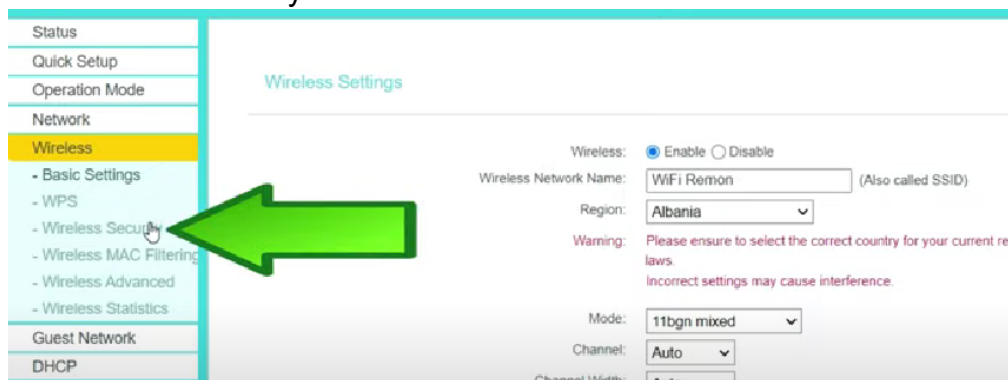 Status
Quick Setup
Operation Mode
Network
Wireless
- Basic Settings
- WPS
- Wireless Security
- Wireless MAC Filtering
- Wireless Advanced
- Wireless Statistics
Guest Network
DHCP
Wireless Settings
Wireless: Enable Disable
Wireless Network Name: WiFi Remon (Also called SSID)
Region: Albania
Warning: Please ensure to select the correct country for your current
laws.
Incorrect settings may cause interference.
Mode: 11bgn mixed
Channel: Auto
Channel Width: Auto